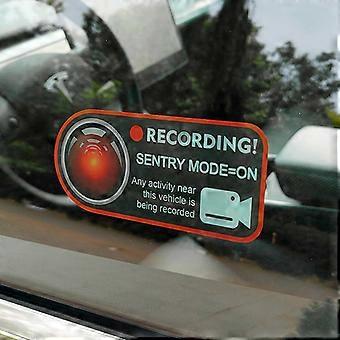 RECORDING!
SENTRY MODE=ON
Any activity near
this vehicle is
being recorded